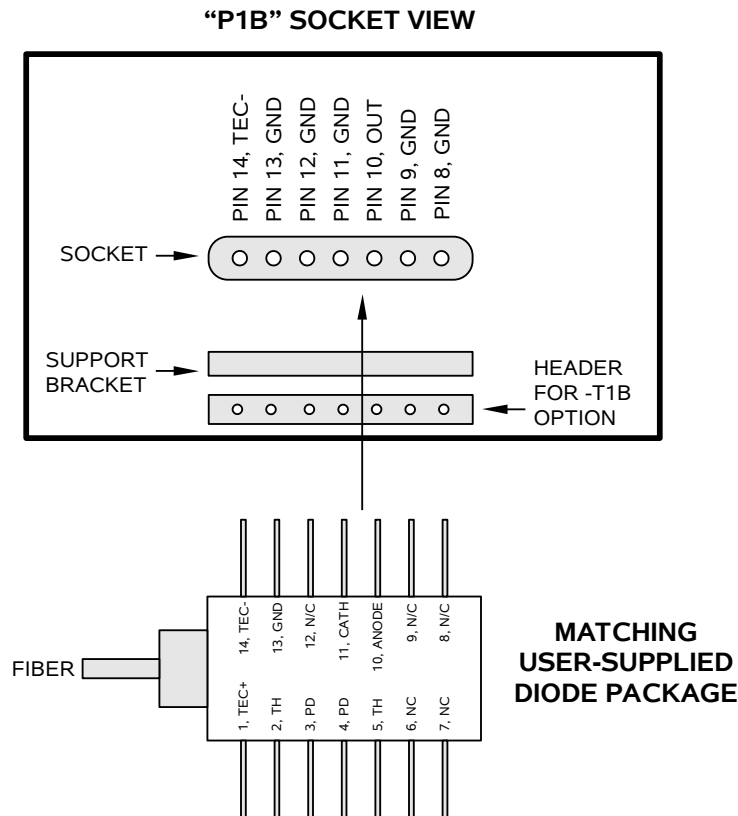 “P1B” SOCKET VIEW
PIN 14, TEC-
PIN 13, GND
PIN 12, GND
PIN 11, GND
PIN 10, OUT
PIN 9, GND
PIN 8, GND
SOCKET
SUPPORT
BRACKET
HEADER
FOR -T1B
OPTION
14, TEC-
13, GND
12, N/C
11, CATH
10, ANODE
9, N/C
8, N/C
FIBER
1, TEC+
2, TH
3, PD
4, PD
5, TH
6, NC
7, NC
MATCHING
USER-SUPPLIED
DIODE PACKAGE